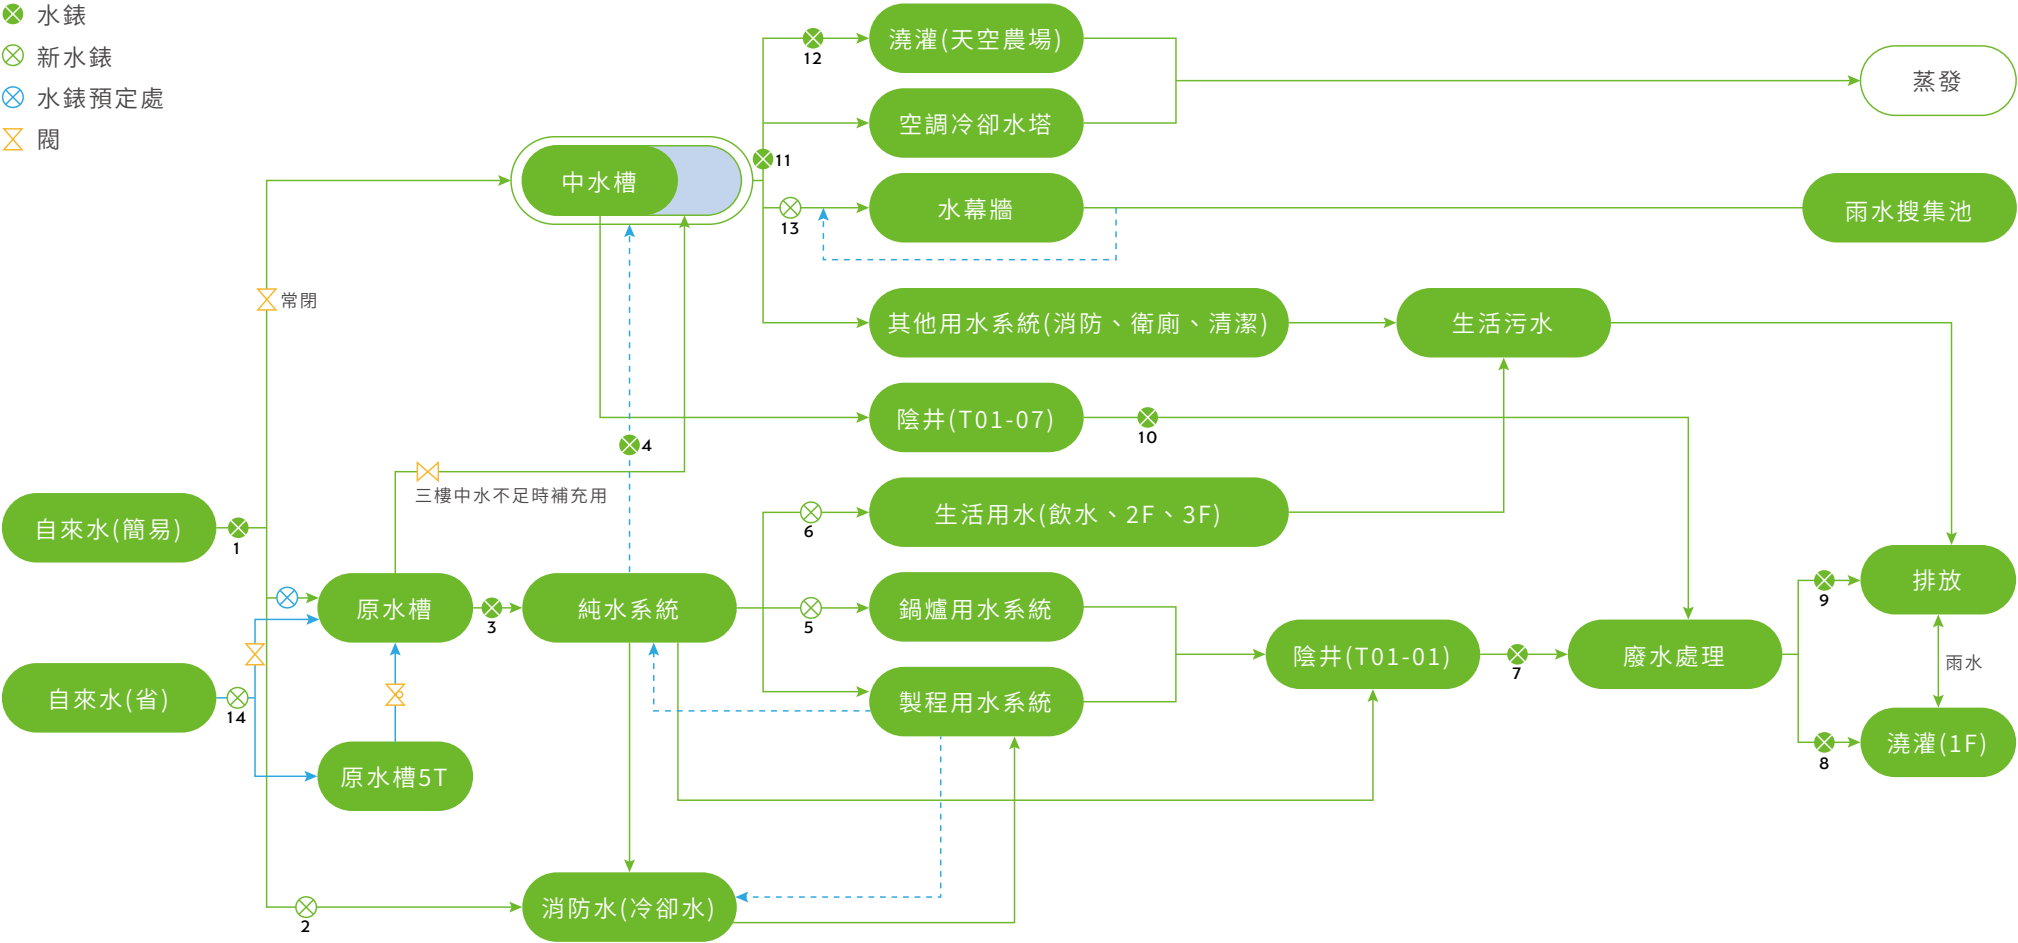 水錶
新水錶
水錶預定處
閥
12
澆灌(天空農場)
蒸發
空調冷卻水塔
11
中水槽
13
水幕牆
雨水搜集池
常閉
其他用水系統(消防、衛廁、清潔)
生活污水
陰井(T01-07)
10
4
三樓中水不足時補充用
自來水(簡易)
1
6
生活用水(飲水、2F、3F)
原水槽
3
純水系統
5
鍋爐用水系統
排放
9
陰井(T01-01)
7
廢水處理
雨水
自來水(省)
14
製程用水系統
原水槽5T
8
澆灌(1F)
2
消防水(冷卻水)